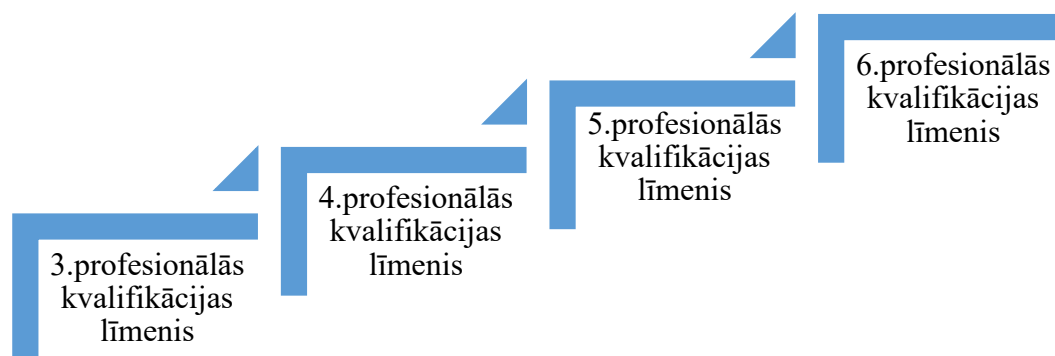 3.profesionālās
kvalifikācijas
līmenis
4.profesionālās
kvalifikācijas
līmenis
5.profesionālās
kvalifikācijas
līmenis
6.profesionālās
kvalifikācijas
līmenis